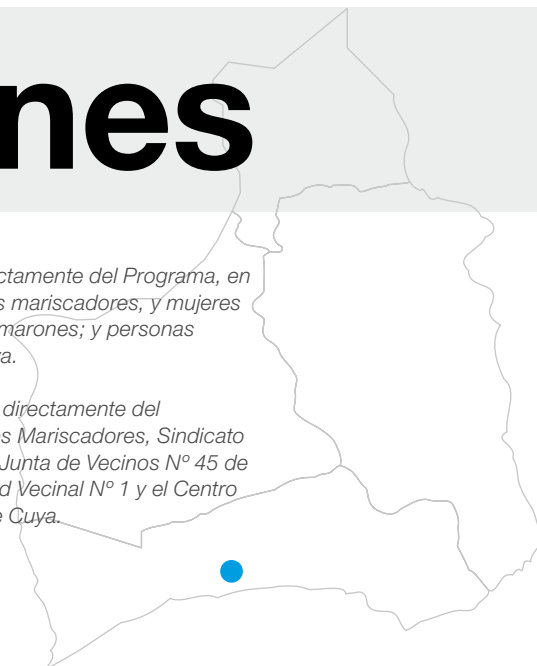 nes
ctamente del Programa, en
s mariscadores, y mujeres
marones; y personas
a.
directamente del
s Mariscadores, Sindicato
Junta de Vecinos Nº 45 de
d Vecinal Nº 1 y el Centro
e Cuya.